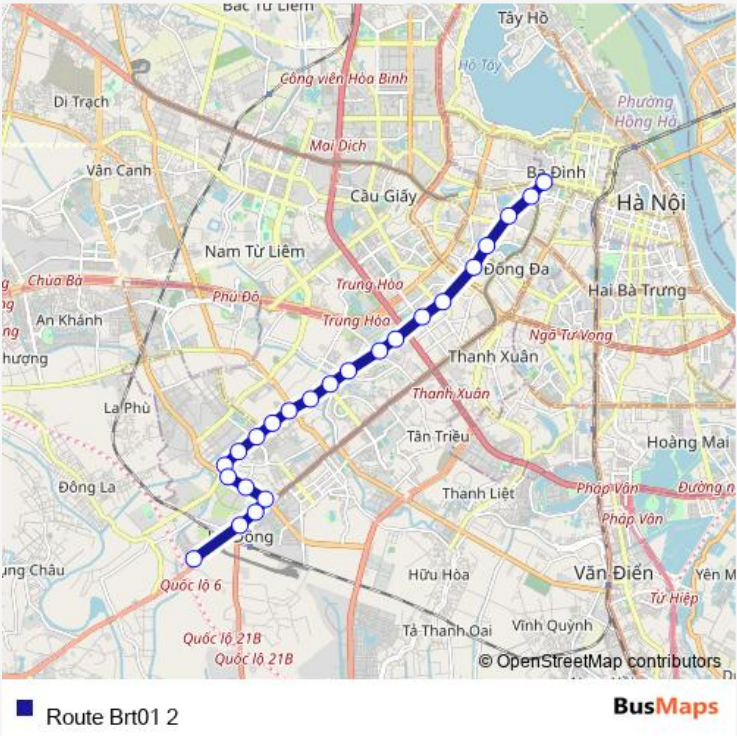 Bắc Từ Liêm
Tây Hồ
Hồ Tây
Công viên Hòa Bình
Di Trạch
Phường
Hồng Hà
Mai Dịch
Vân Canh
Ba Đình
Cầu Giấy
Hà Nội
Nam Từ Liêm
Đống Đa
Chùa Bà
Trung Hòa
Phú Đô
Hai Bà Trưng
An Khánh
Trung Hòa
Ngã Tư Vọng
Thanh Xuân
Thanh Xuân
La Phù
Tân Triều
Hoàng Mai
Đông La
Thanh Liệt
Pháp Vân
Đường n
Pháp Vân
ung Châu
Quốc lộ 6
Hữu Hòa
Văn Điển
Yên M
Tứ Hiệp
Tả Thanh Oai
Vĩnh Quỳnh
Quốc lộ 21B
Quốc lộ 21B
© OpenStreetMap contributors
Route Brt01 2
BusMaps